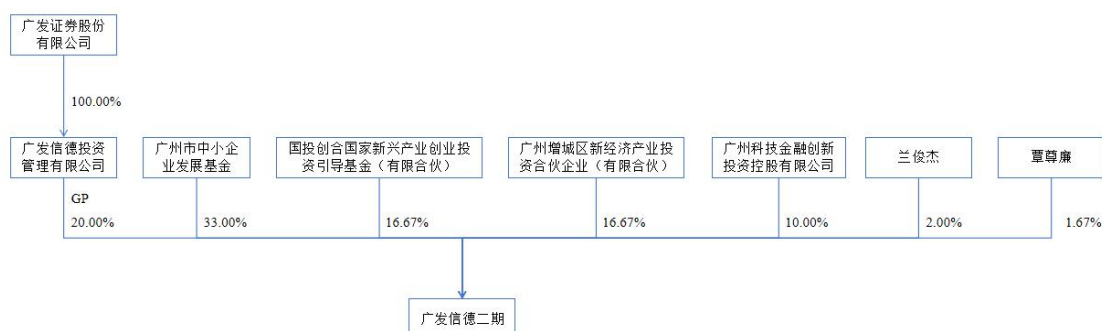 广发证券股份
有限公司
100.00%
广发信德投资
管理有限公司
广州市中小企
业发展基金
国投创合国家新兴产业创业投
资引导基金（有限合伙）
广州增城区新经济产业投
资合伙企业（有限合伙）
广州科技金融创新
投资控股有限公司
兰俊杰
覃尊廉
GP
20.00%
33.00%
16.67%
16.67%
10.00%
2.00%
1.67%
广发信德二期